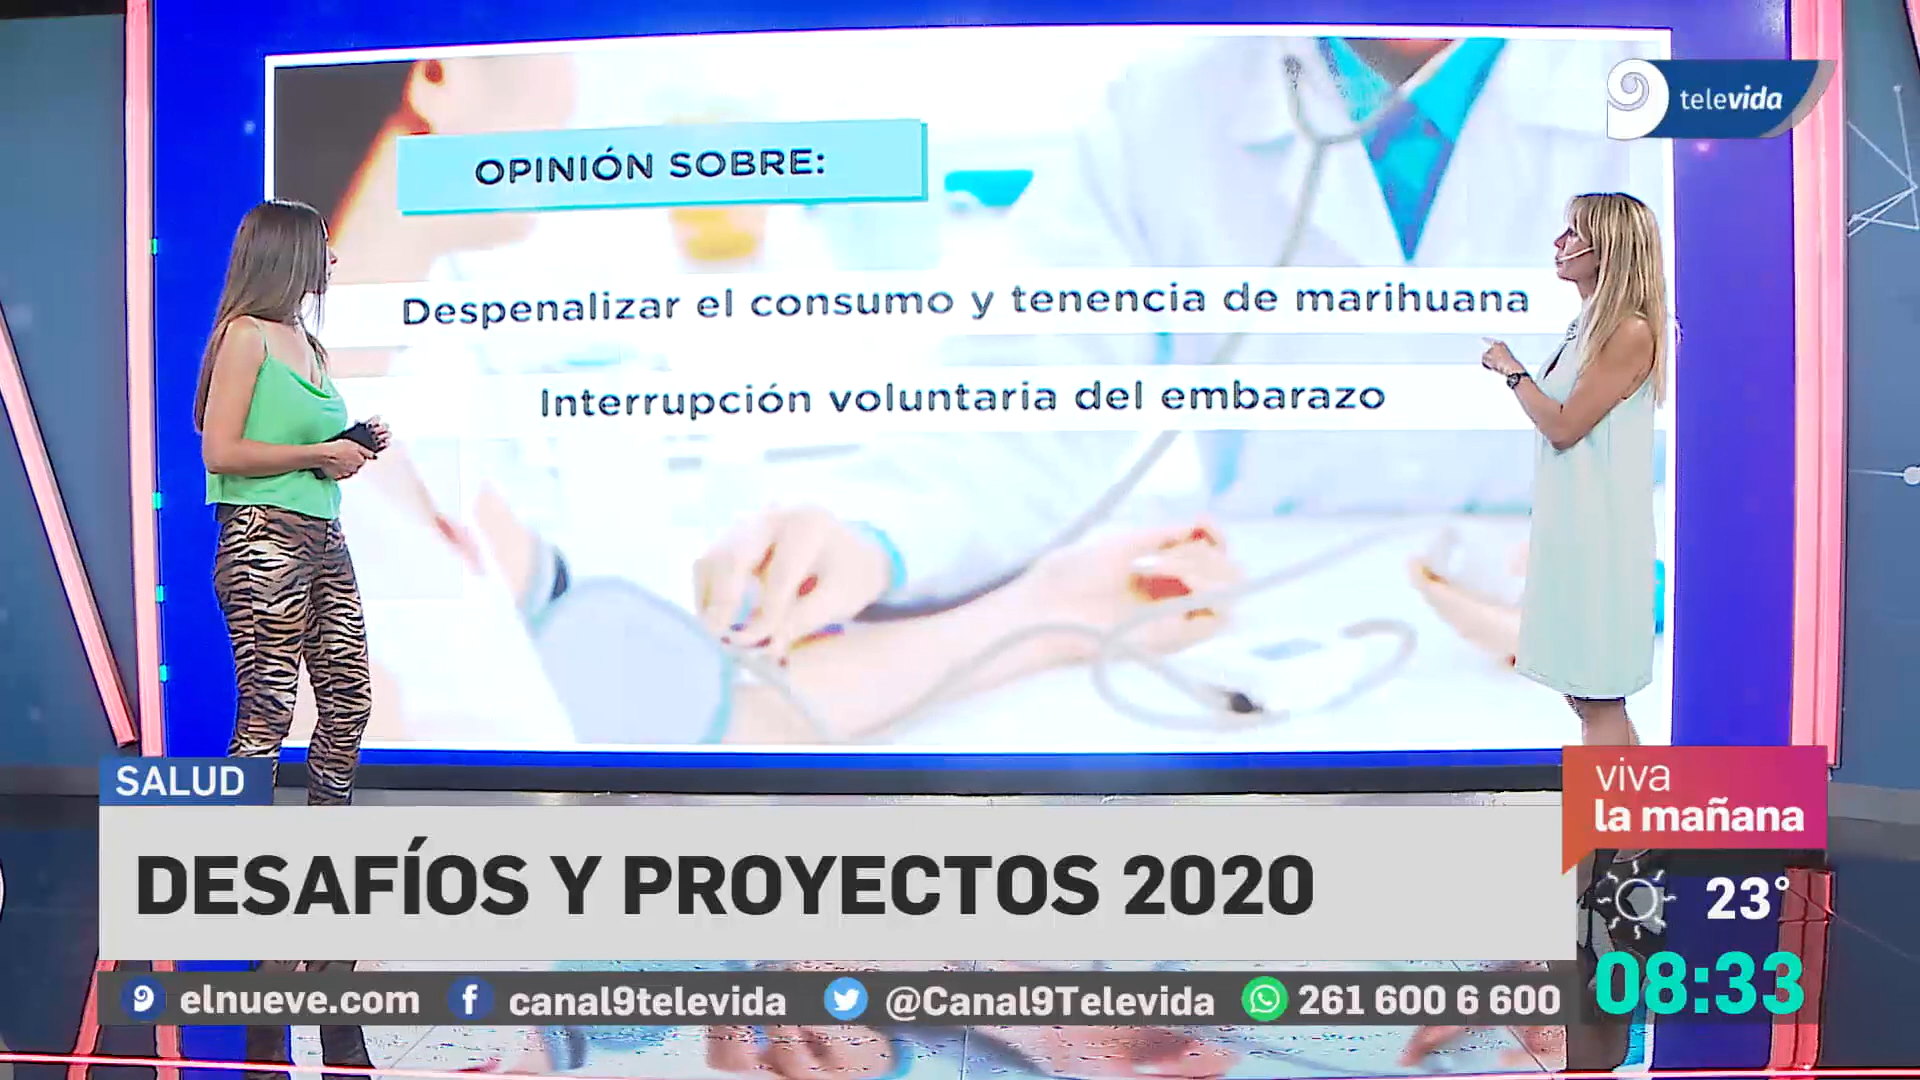 9 televida
OPINIÓN SOBRE:
Despenalizar el consumo y tenencia de marihuana
Interrupción voluntaria del embarazo
SALUD
viva
la mañana
DESAFÍOS Y PROYECTOS 2020
23°
08:33
elnueve.com canal9televida @Canal9Televida 261 600 6 600